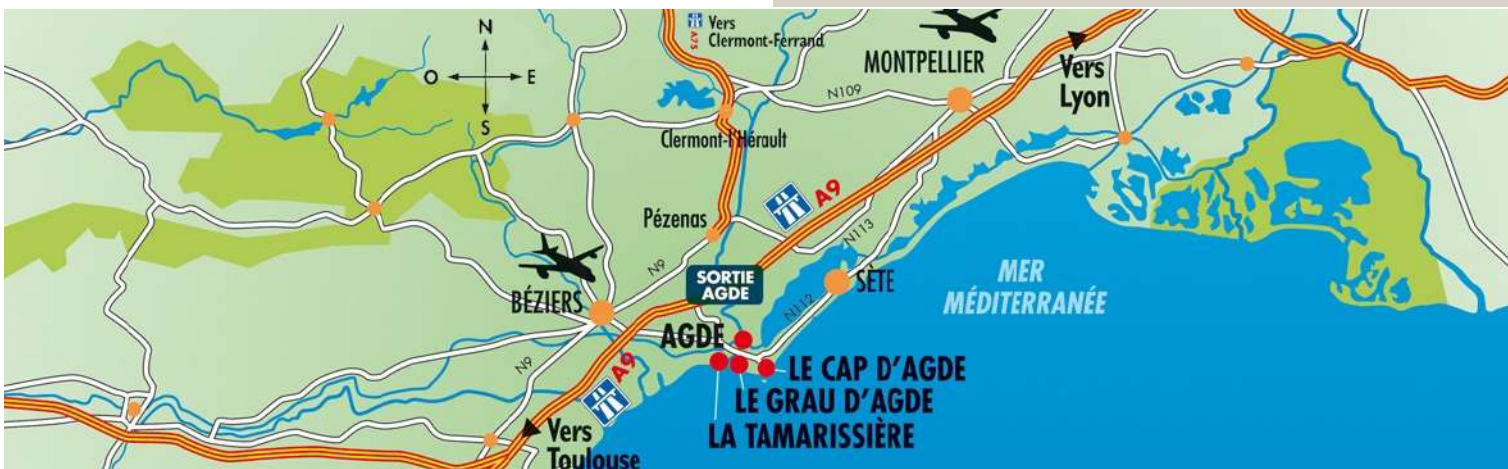 Vers
Clermont-Ferrand
A75
N
O
E
S
MONTPELLIER
Vers
Lyon
N109
Clermont-l'Hérault
A9
Pézenas
N113
N9
SORTIE
AGDE
SÈTE
MER
MÉDITERRANÉE
BÉZIERS
N112
AGDE
N9
A9
LE CAP D'AGDE
LE GRAU D'AGDE
LA TAMARISSIÈRE
Vers
Toulouse